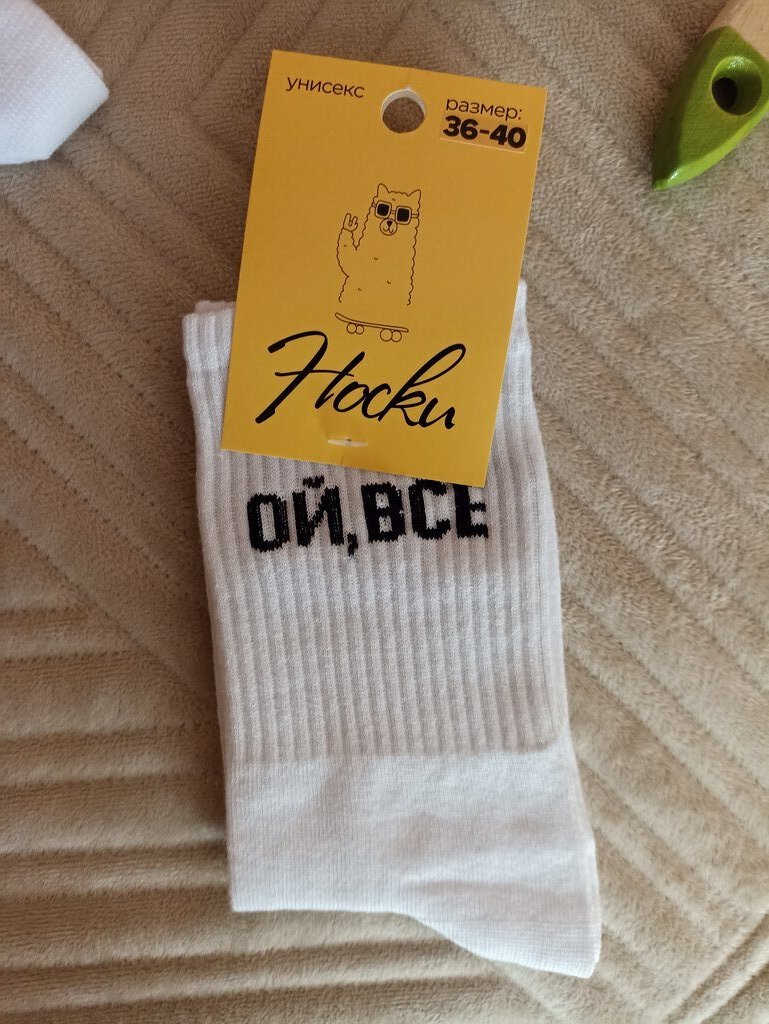 унисекс
размер:
36-40
Носки
ОЙ, ВСЕ